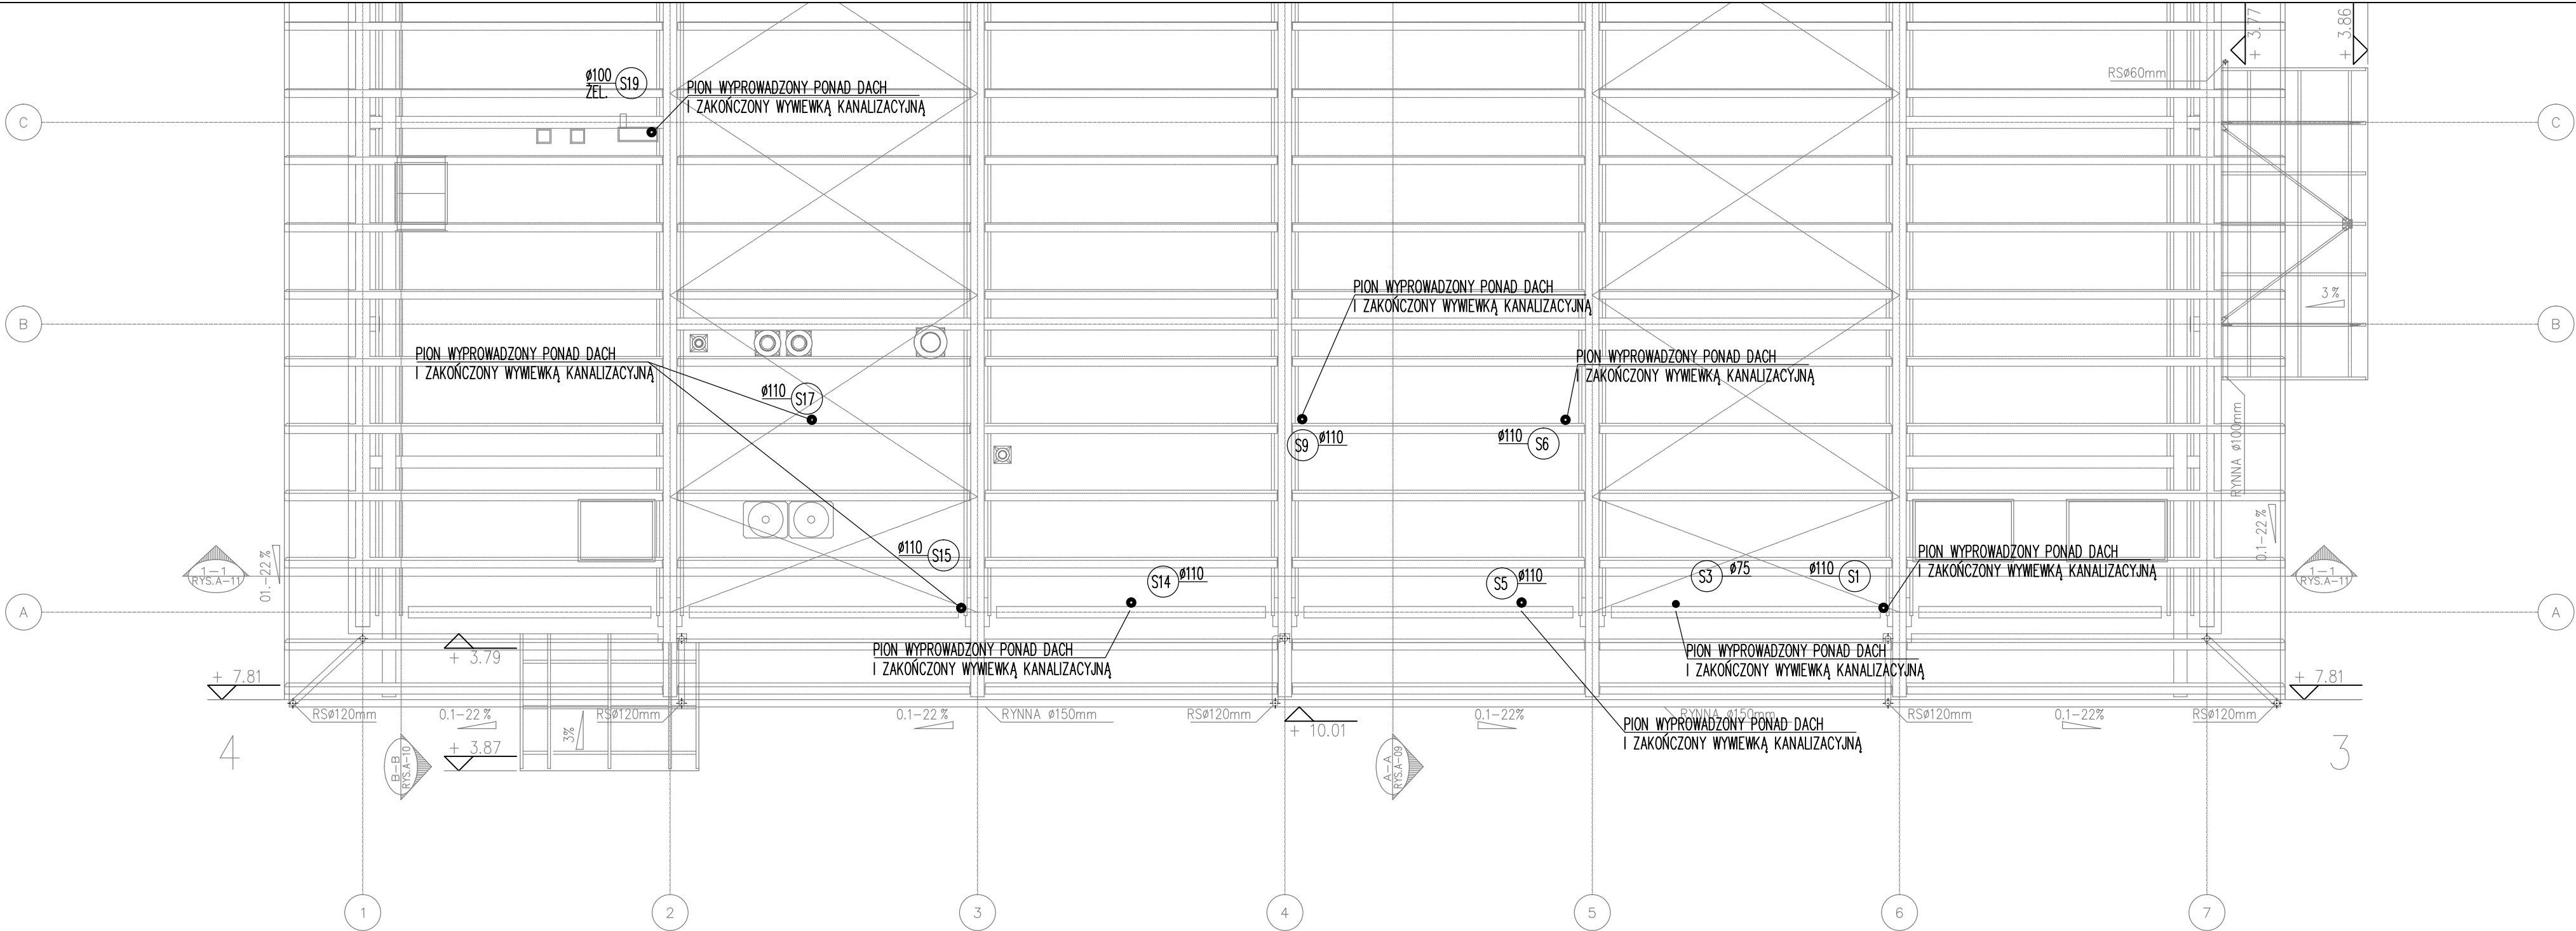 + 3.77
+ 3.86
RSø60mm
ø100
ŻEL.
S19
PION WYPROWADZONY PONAD DACH
I ZAKOŃCZONY WYWIEWKĄ KANALIZACYJNĄ
C
C
PION WYPROWADZONY PONAD DACH
I ZAKOŃCZONY WYWIEWKĄ KANALIZACYJNĄ
3%
B
B
PION WYPROWADZONY PONAD DACH
I ZAKOŃCZONY WYWIEWKĄ KANALIZACYJNĄ
PION WYPROWADZONY PONAD DACH
I ZAKOŃCZONY WYWIEWKĄ KANALIZACYJNĄ
ø110
S17
S9
ø110
ø110
S6
RYNNA ø100mm
0.1-22%
01.-22%
ø110
S15
S14
ø110
S5
ø110
S3
ø75
ø110
S1
PION WYPROWADZONY PONAD DACH
I ZAKOŃCZONY WYWIEWKĄ KANALIZACYJNĄ
1-1
RYS.A-11
1-1
RYS.A-11
A
A
+ 3.79
PION WYPROWADZONY PONAD DACH
I ZAKOŃCZONY WYWIEWKĄ KANALIZACYJNĄ
PION WYPROWADZONY PONAD DACH
I ZAKOŃCZONY WYWIEWKĄ KANALIZACYJNĄ
+ 7.81
+ 7.81
RSø120mm
0.1-22%
RSø120mm
0.1-22%
RYNNA ø150mm
RSø120mm
+ 10.01
0.1-22%
RYNNA ø150mm
RSø120mm
0.1-22%
RSø120mm
PION WYPROWADZONY PONAD DACH
I ZAKOŃCZONY WYWIEWKĄ KANALIZACYJNĄ
3%
+ 3.87
4
3
B-B
RYS.A-10
A-A
RYS.A-09
1
2
3
4
5
6
7